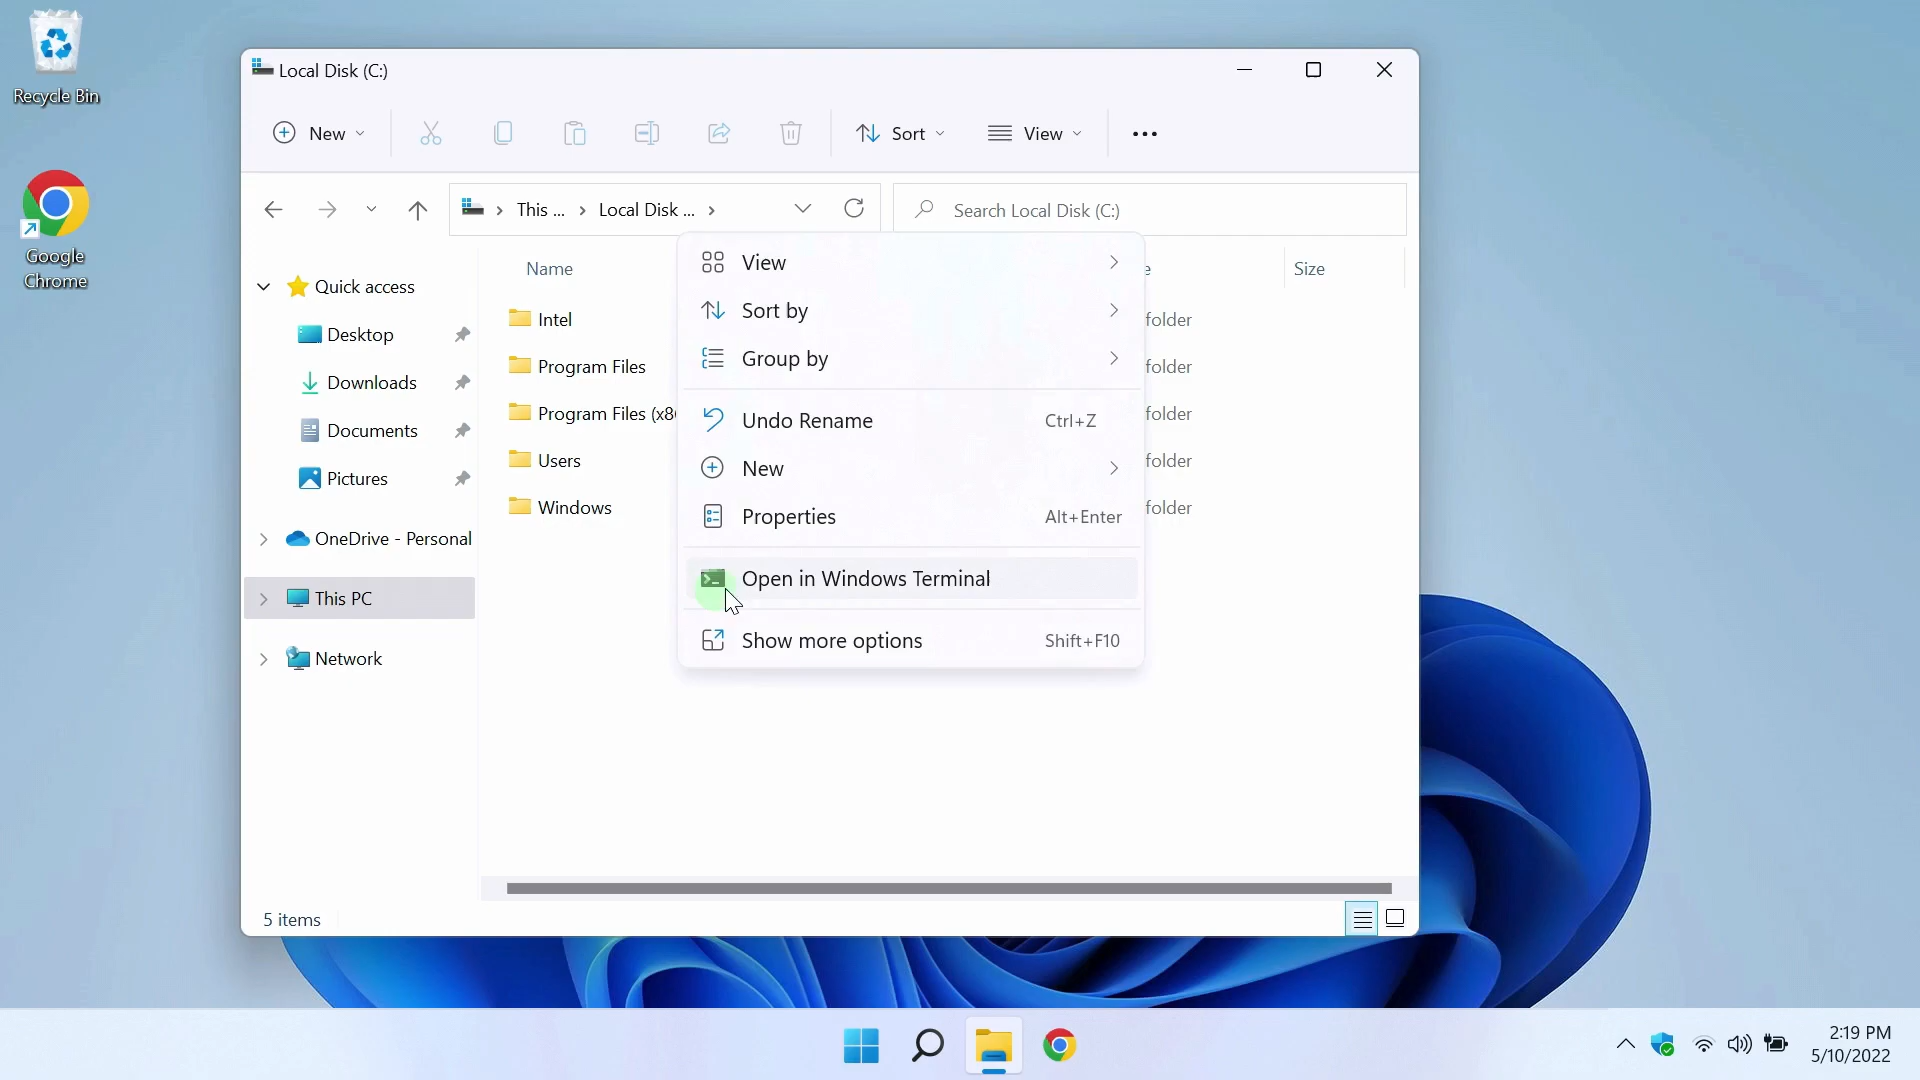 Recycle Bin
Google
Chrome
Local Disk (C:)
New
Sort
View
This ...
Local Disk ...
Search Local Disk (C:)
Quick access
Desktop
Downloads
Documents
Pictures
OneDrive - Personal
This PC
Network
Name
Size
Intel
folder
Program Files
folder
Program Files (x8
folder
Users
folder
Windows
folder
View
Sort by
Group by
Undo Rename Ctrl+Z
New
Properties Alt+Enter
Open in Windows Terminal
Show more options Shift+F10
5 items
2:19 PM
5/10/2022